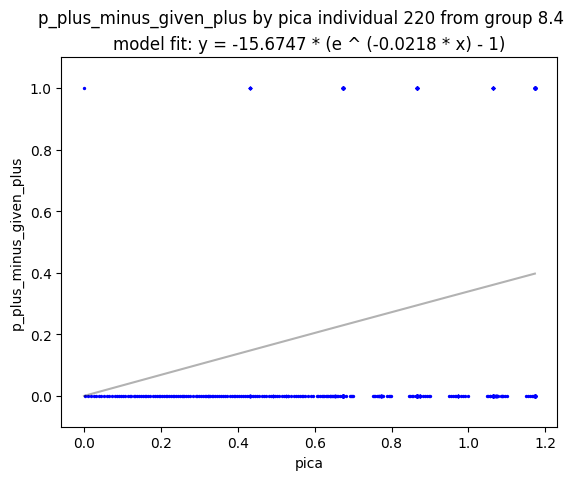 p_plus_minus_given_plus by pica individual 220 from group 8.4
model fit: y = -15.6747 * (e ^ (-0.0218 * x) - 1)
p_plus_minus_given_plus
1.0
0.8
0.6
0.4
0.2
0.0
0.0 0.2 0.4 0.6 0.8 1.0 1.2
pica